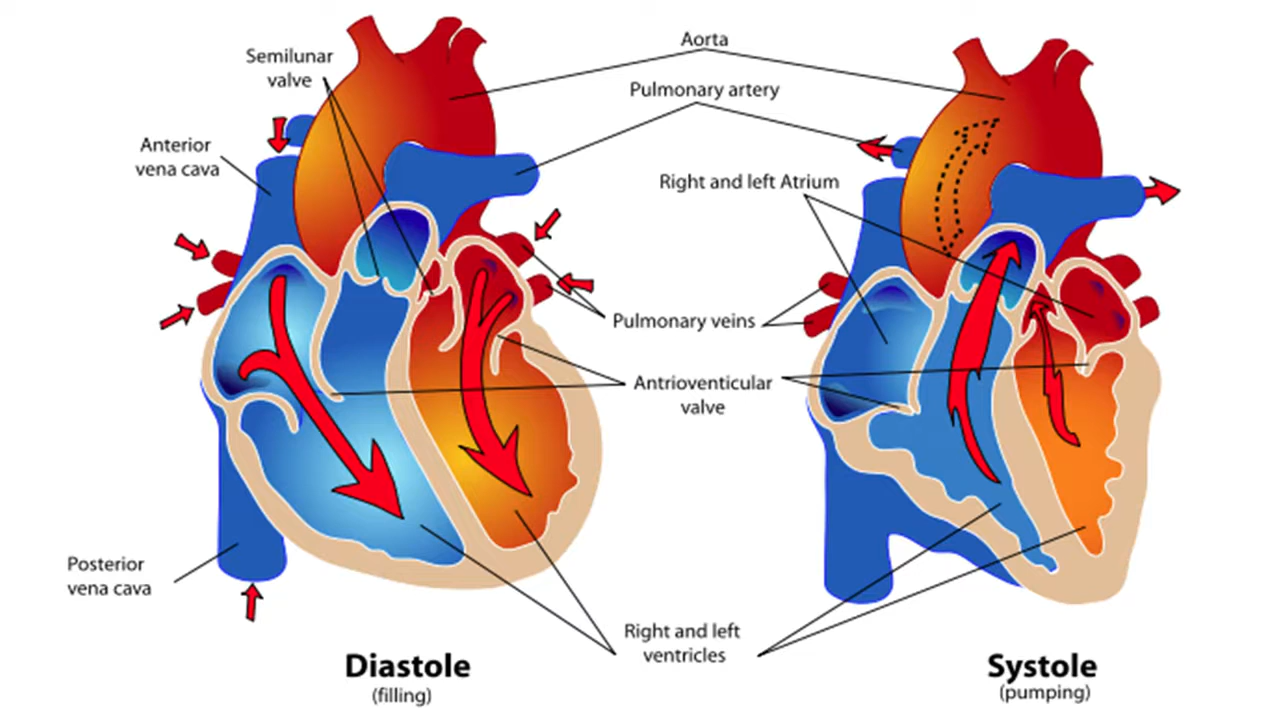 Semilunar
valve
Aorta
Pulmonary artery
Anterior
vena cava
Right and left Atrium
Pulmonary veins
Antrioventicular
valve
Posterior
vena cava
Right and left
ventricles
Diastole
(filling)
Systole
(pumping)